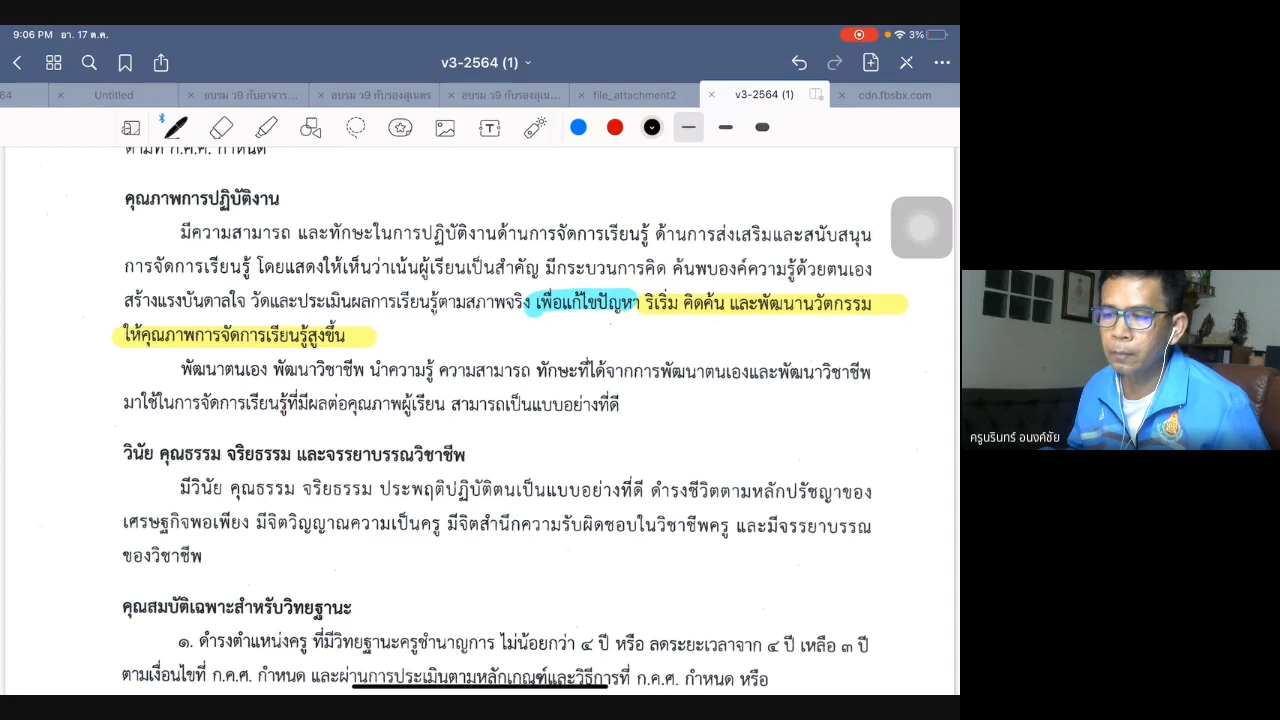 9:06 PM อา. 17 ต.ค.
3%
v3-2564 (1)
64
Untitled
อบรม ว9 กับอาจาร...
อบรม ว9 กับรองสุเนตร
อบรม ว9 กับรองสุเน...
file_attachment2
v3-2564 (1)
cdn.fbsbx.com
ตามที่ ก.ค.ศ. กำหนด
คุณภาพการปฏิบัติงาน
มีความสามารถ และทักษะในการปฏิบัติงานด้านการจัดการเรียนรู้ ด้านการส่งเสริมและสนับสนุน
การจัดการเรียนรู้ โดยแสดงให้เห็นว่าเน้นผู้เรียนเป็นสำคัญ มีกระบวนการคิด ค้นพบองค์ความรู้ด้วยตนเอง
สร้างแรงบันดาลใจ วัดและประเมินผลการเรียนรู้ตามสภาพจริง เพื่อแก้ไขปัญหา ริเริ่ม คิดค้น และพัฒนานวัตกรรม
ให้คุณภาพการจัดการเรียนรู้สูงขึ้น
พัฒนาตนเอง พัฒนาวิชาชีพ นำความรู้ ความสามารถ ทักษะที่ได้จากการพัฒนาตนเองและพัฒนาวิชาชีพ
มาใช้ในการจัดการเรียนรู้ที่มีผลต่อคุณภาพผู้เรียน สามารถเป็นแบบอย่างที่ดี
วินัย คุณธรรม จริยธรรม และจรรยาบรรณวิชาชีพ
มีวินัย คุณธรรม จริยธรรม ประพฤติปฏิบัติตนเป็นแบบอย่างที่ดี ดำรงชีวิตตามหลักปรัชญาของ
เศรษฐกิจพอเพียง มีจิตวิญญาณความเป็นครู มีจิตสำนึกความรับผิดชอบในวิชาชีพครู และมีจรรยาบรรณ
ของวิชาชีพ
คุณสมบัติเฉพาะสำหรับวิทยฐานะ
๑. ดำรงตำแหน่งครู ที่มีวิทยฐานะครูชำนาญการ ไม่น้อยกว่า ๔ ปี หรือ ลดระยะเวลาจาก ๔ ปี เหลือ ๓ ปี
ตามเงื่อนไขที่ ก.ค.ศ. กำหนด และผ่านการประเมินตามหลักเกณฑ์และวิธีการที่ ก.ค.ศ. กำหนด หรือ
ครูนรินทร์ อนงค์ชัย